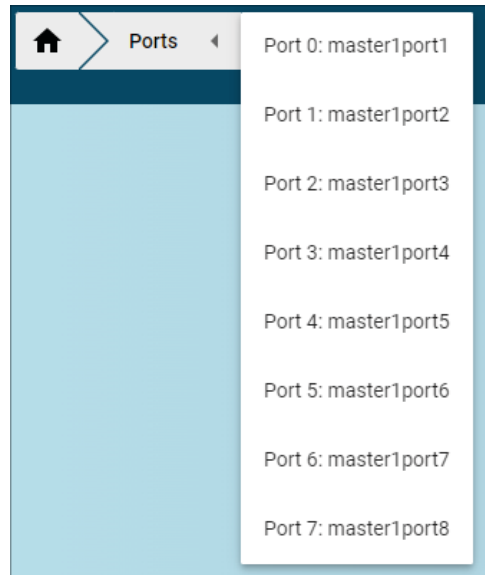 Ports
Port 0: master1port1
Port 1: master1port2
Port 2: master1port3
Port 3: master1port4
Port 4: master1port5
Port 5: master1port6
Port 6: master1port7
Port 7: master1port8